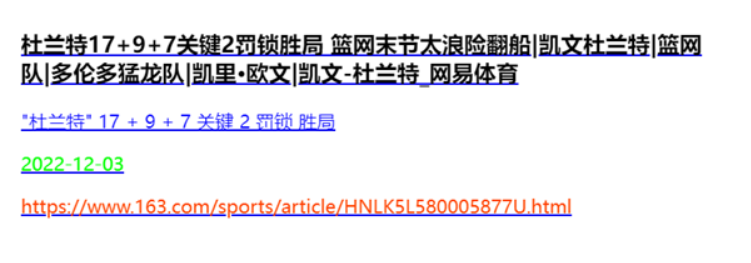 杜兰特17+9+7关键2罚锁胜局 篮网末节太浪险翻船|凯文杜兰特|篮网
队|多伦多猛龙队|凯里·欧文|凯文-杜兰特_网易体育
"杜兰特" 17 + 9 + 7 关键 2 罚锁 胜局
2022-12-03
https://www.163.com/sports/article/HNLK5L580005877U.html